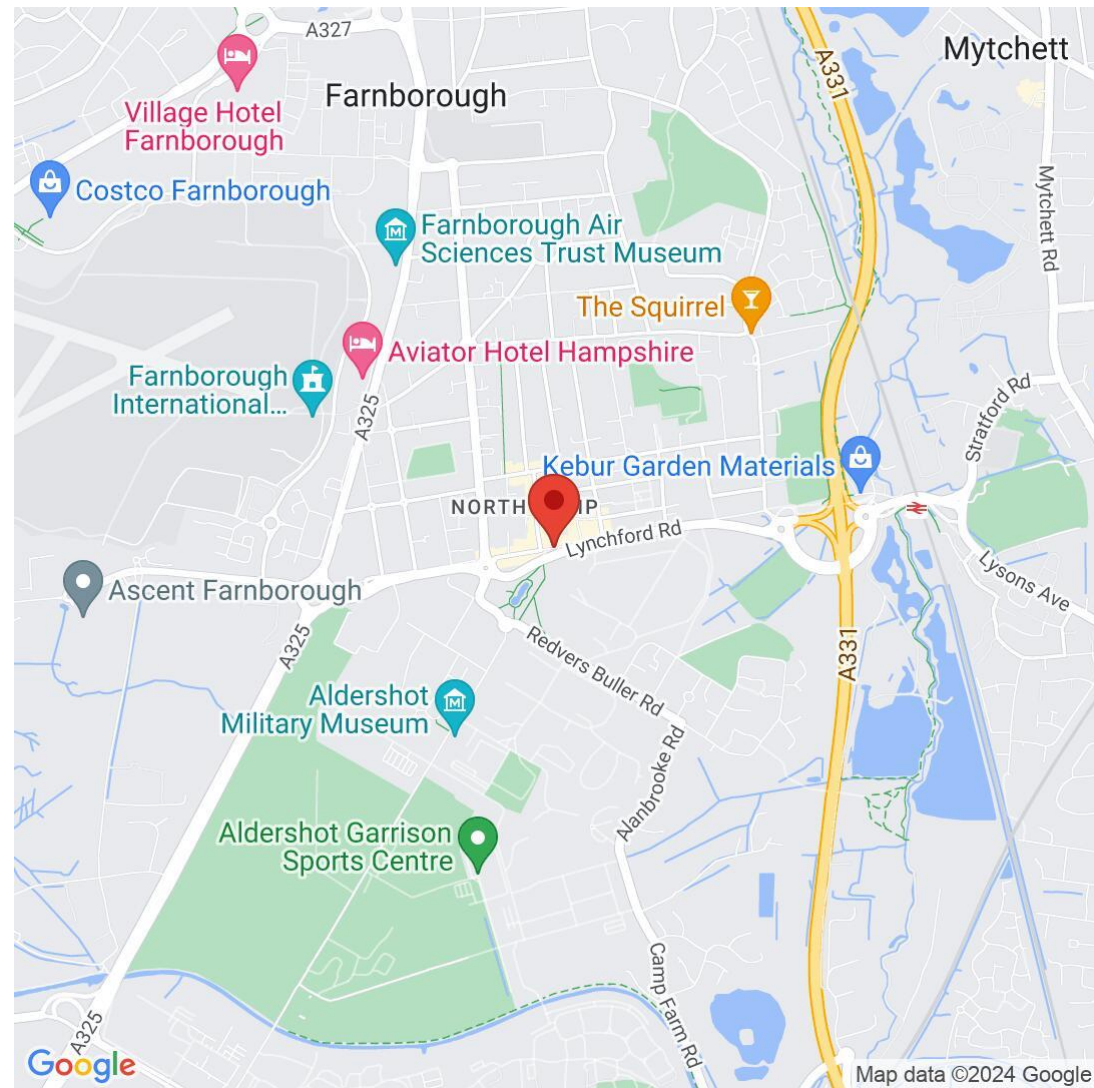 A327
A331
Mytchett
Farnborough
Village Hotel
Farnborough
Costco Farnborough
Mytchett Rd
Farnborough Air
Sciences Trust Museum
The Squirrel
Aviator Hotel Hampshire
Farnborough
International...
A325
Stratford Rd
Kebur Garden Materials
NORTH IP
Lynchford Rd
Lysons Ave
Ascent Farnborough
A325
Redvers Buller Rd
A331
Aldershot
Military Museum
Alanbrooke Rd
Aldershot Garrison
Sports Centre
Camp Farm Rd
A325
Google
Map data ©2024 Google